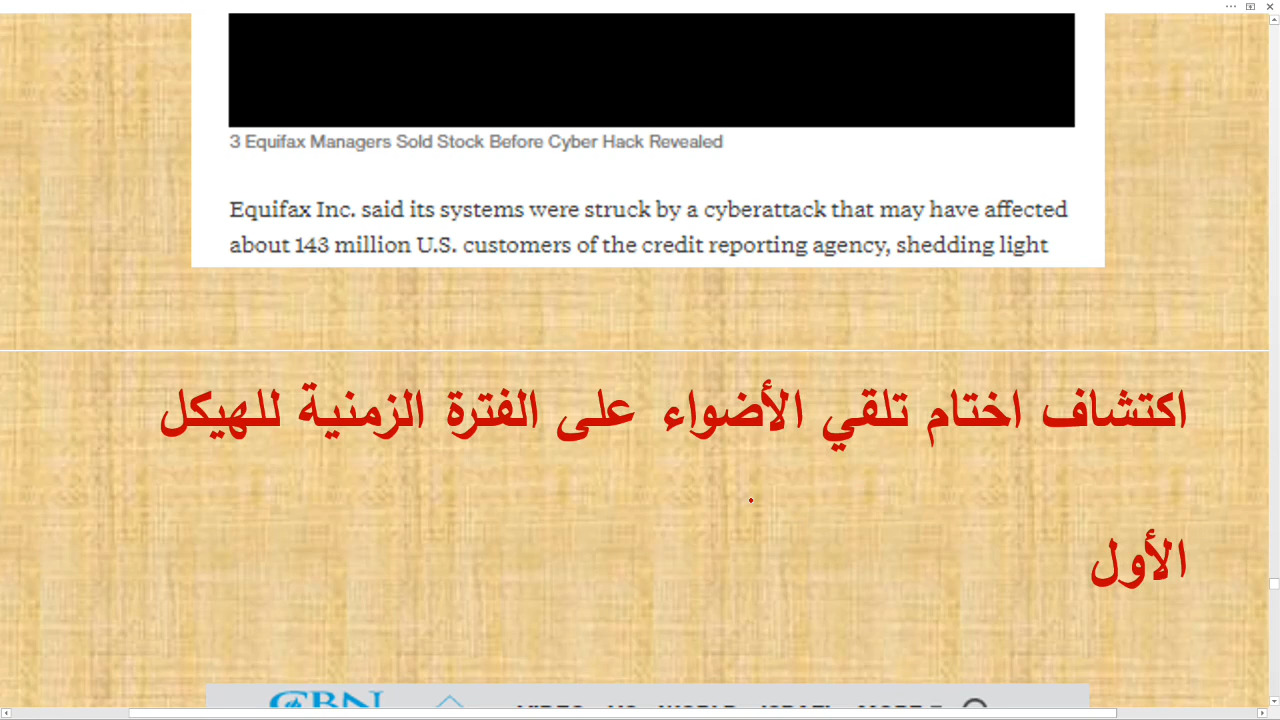 3 Equifax Managers Sold Stock Before Cyber Hack Revealed
Equifax Inc. said its systems were struck by a cyberattack that may have affected
about 143 million U.S. customers of the credit reporting agency, shedding light
اكتشاف اختام تلقي الأضواء على الفترة الزمنية للهيكل
الأول
CBN